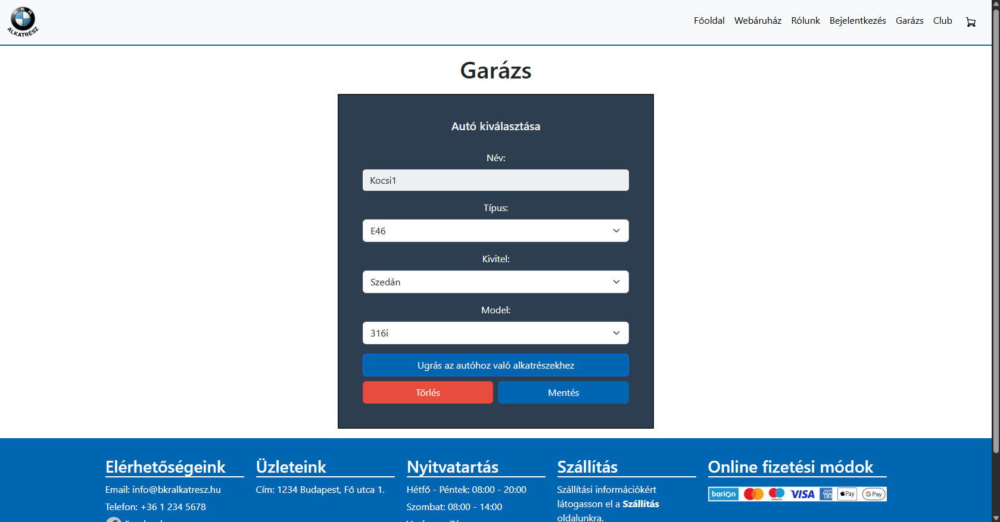 BKR
ALKATRÉSZ
Főoldal Webáruház Rólunk Bejelentkezés Garázs Club
Garázs
Autó kiválasztása
Név:
Kocsi1
Típus:
E46
Kivitel:
Szedán
Model:
316i
Ugrás az autóhoz való alkatrészekhez
Törlés Mentés
Elérhetőségeink
Email: info@bkralkatresz.hu
Telefon: +36 1 234 5678
Üzleteink
Cím: 1234 Budapest, Fő utca 1.
Nyitvatartás
Hétfő - Péntek: 08:00 - 20:00
Szombat: 08:00 - 14:00
Szállítás
Szállítási információkért
látogasson el a Szállítás
oldalunkra.
Online fizetési módok
barion maestro VISA AMEX Pay G Pay